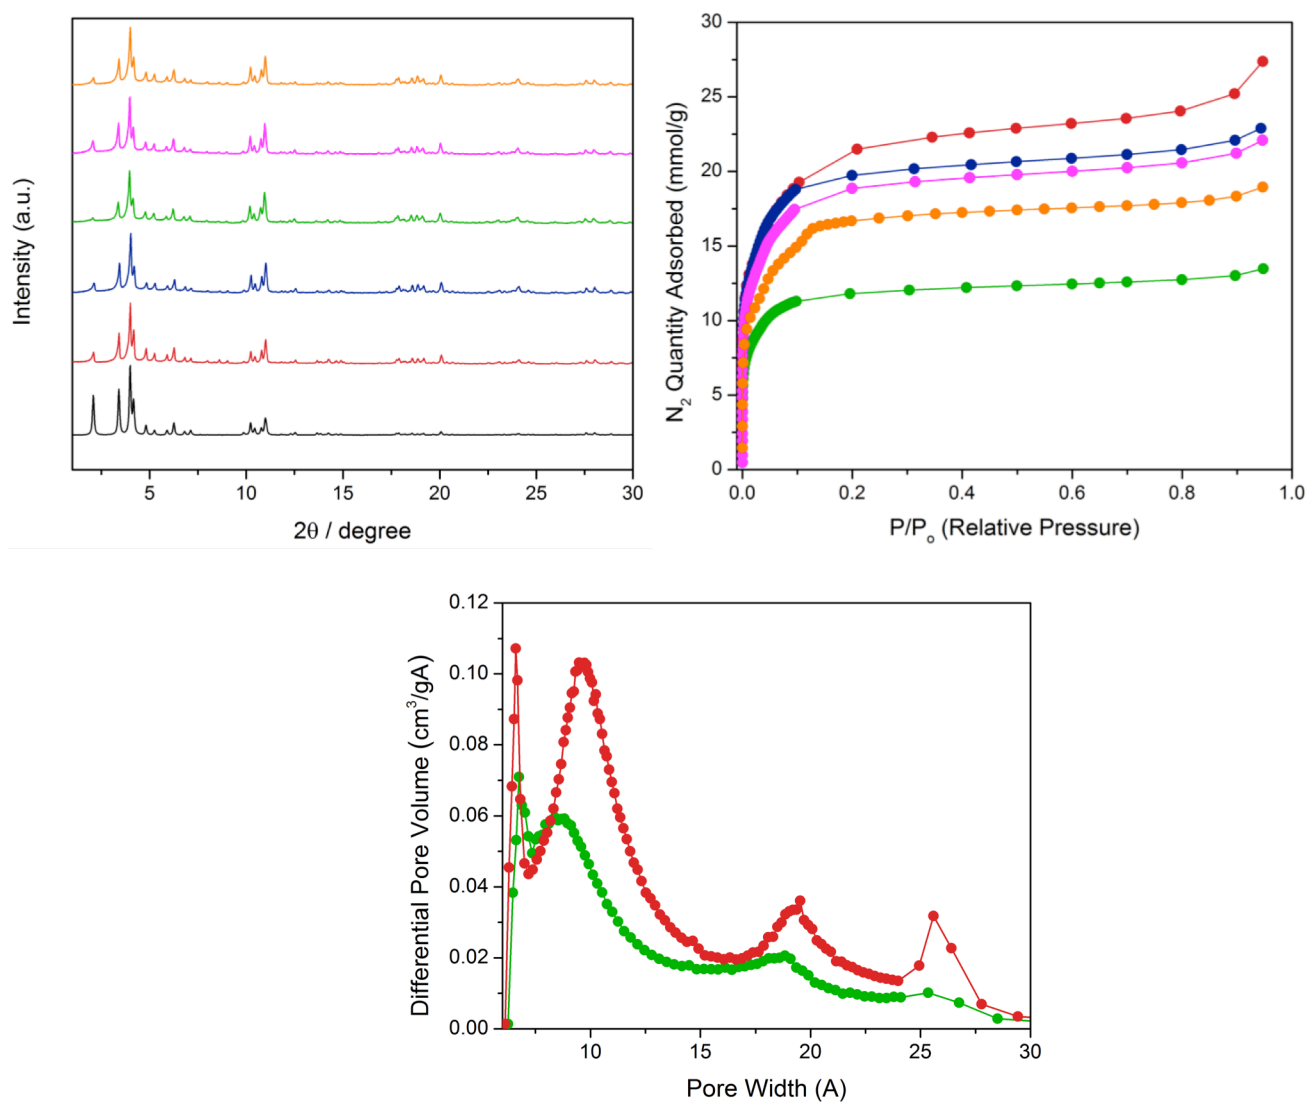 Intensity (a.u.)
5 10 15 20 25 30
2θ / degree
N₂ Quantity Adsorbed (mmol/g)
30
25
20
15
10
5
0
0.0 0.2 0.4 0.6 0.8 1.0
P/Pₒ (Relative Pressure)
Differential Pore Volume (cm³/gA)
0.12
0.10
0.08
0.06
0.04
0.02
0.00
10 15 20 25 30
Pore Width (A)